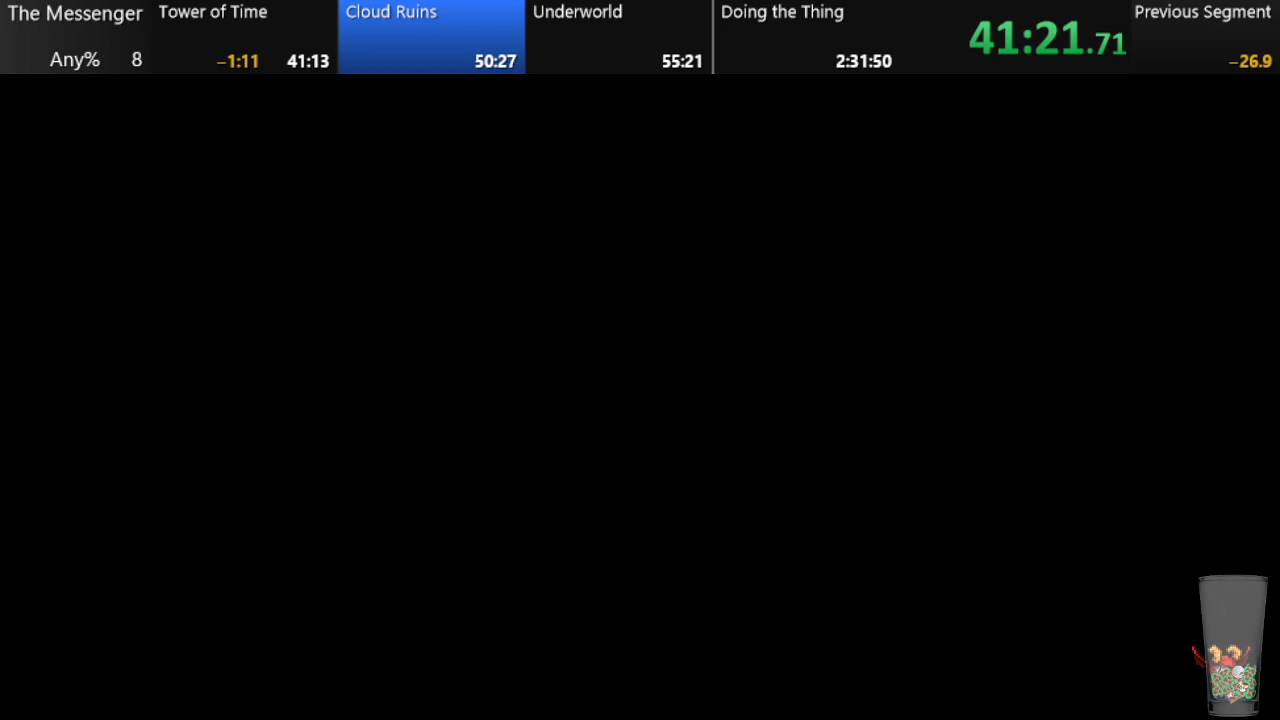 The Messenger
Any% 8
Tower of Time
−1:11 41:13
Cloud Ruins
50:27
Underworld
55:21
Doing the Thing
2:31:50
41:21.71
Previous Segment
−26.9